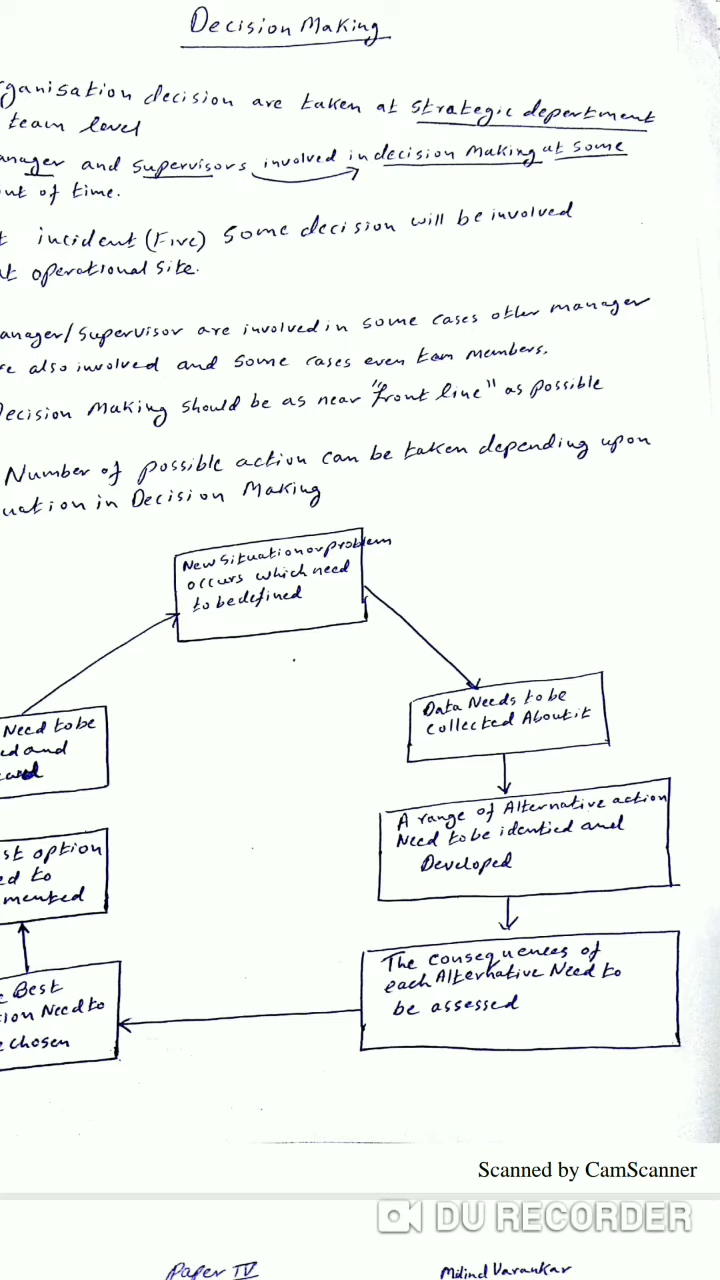 Decision Making
ganisation decision are taken at strategic department
team level
nager and supervisors involved in decision making at some
int of time.
t incident (Five) some decision will be involved
at operational site.
anager/supervisor are involved in some cases other manager
re also involved and some cases even team members.
Decision Making should be as near "front line" as possible
Number of possible action can be taken depending upon
uation in Decision Making
New situation or problem
occurs which need
to be defined
Data Needs to be
collected About it
A range of Alternative action
Need to be identied and
Developed
The consequences of
each Alternative Need to
be assessed
Best
ion Need to
chosen
st option
ed to
mented
Need to be
ed and
Scanned by CamScanner
DU RECORDER
Paper IV
Milind Varankar